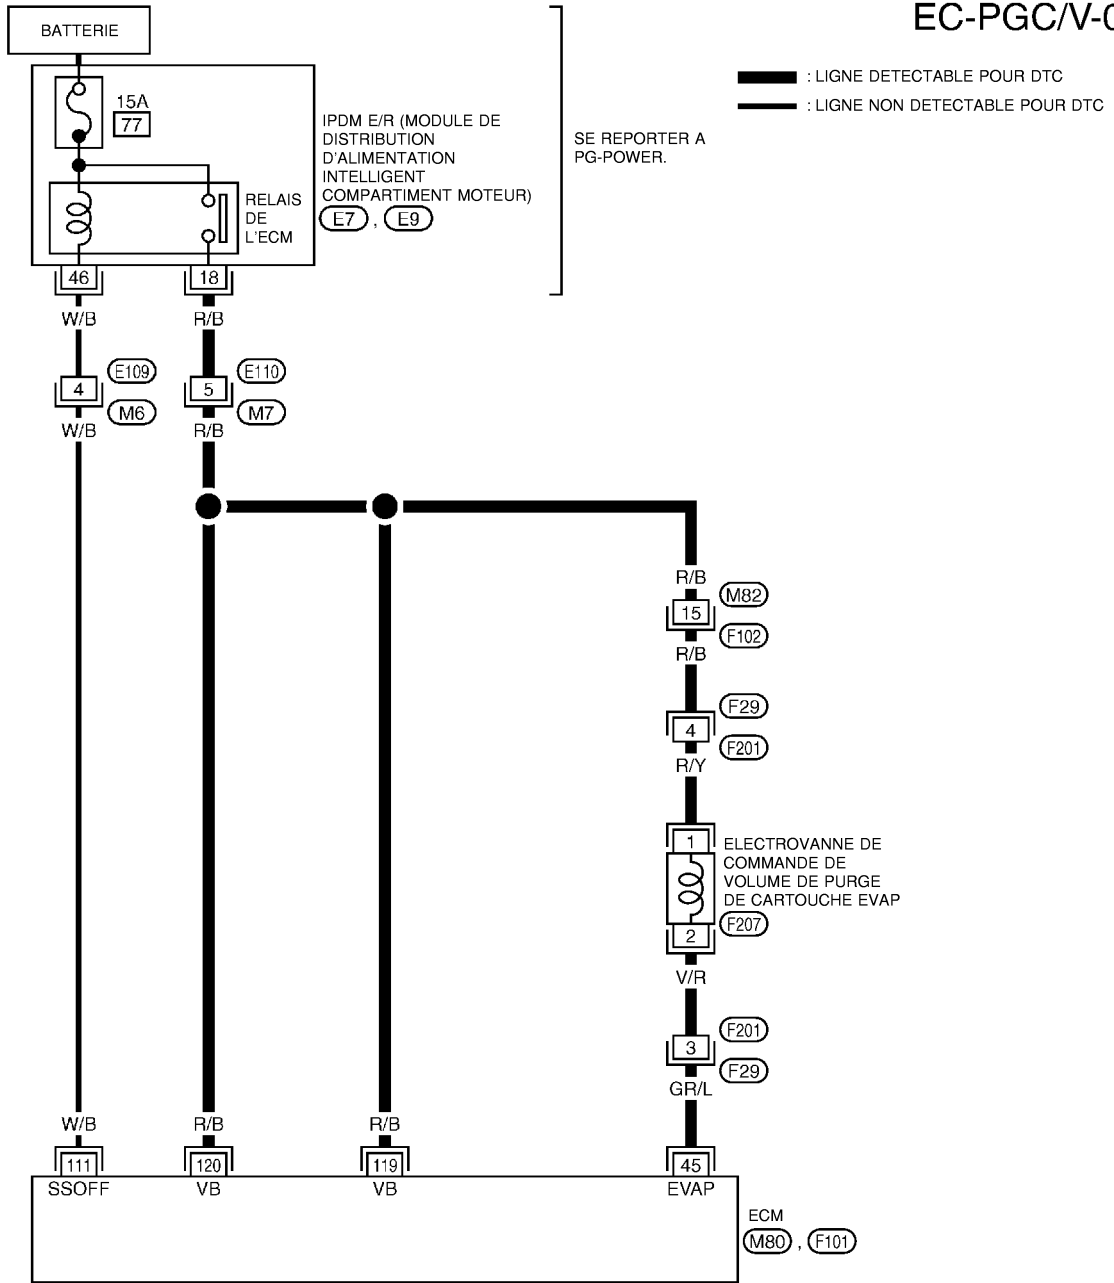 EC-PGC/V-0
BATTERIE
: LIGNE DETECTABLE POUR DTC
: LIGNE NON DETECTABLE POUR DTC
15A
77
IPDM E/R (MODULE DE
DISTRIBUTION
D'ALIMENTATION
INTELLIGENT
COMPARTIMENT MOTEUR)
E7 , E9
SE REPORTER A
PG-POWER.
RELAIS
DE
L'ECM
46
18
W/B
R/B
4
E109
M6
5
E110
M7
W/B
R/B
R/B
15
M82
F102
R/B
4
F29
F201
R/Y
1
ELECTROVANNE DE
COMMANDE DE
VOLUME DE PURGE
DE CARTOUCHE EVAP
F207
2
V/R
3
F201
F29
GR/L
W/B
R/B
R/B
111
120
119
45
SSOFF
VB
VB
EVAP
ECM
M80 , F101